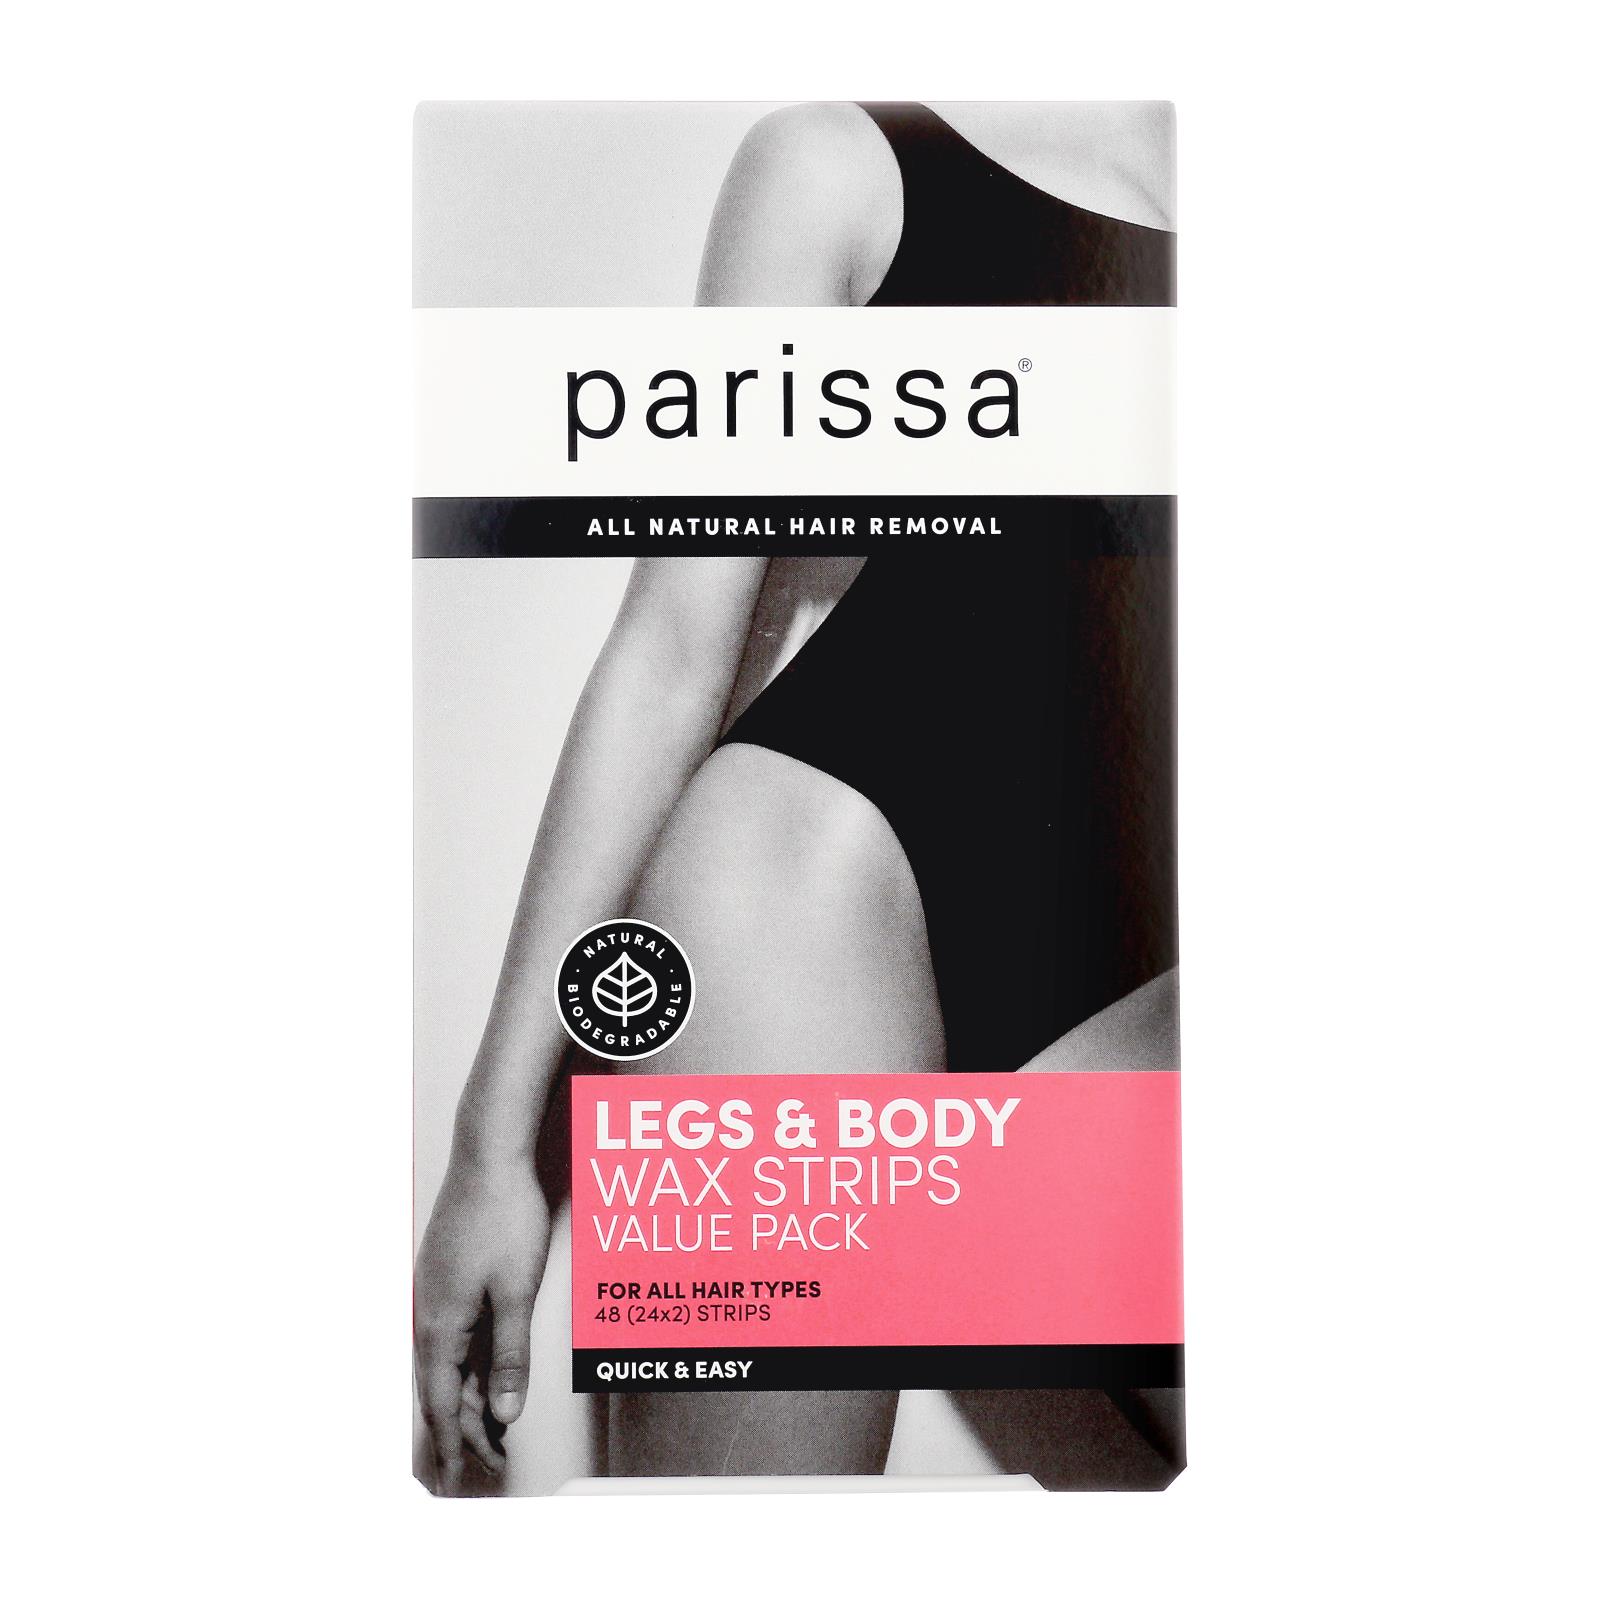 parissa®
ALL NATURAL HAIR REMOVAL
NATURAL
BIODEGRADABLE
LEGS & BODY
WAX STRIPS
VALUE PACK
FOR ALL HAIR TYPES
48 (24x2) STRIPS
QUICK & EASY